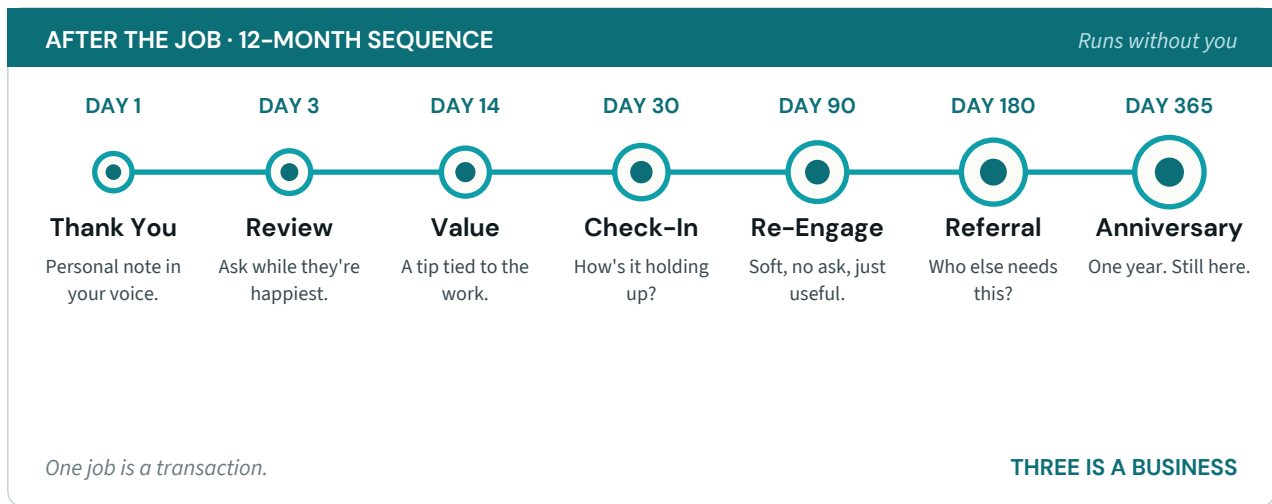 AFTER THE JOB · 12-MONTH SEQUENCE
Runs without you
DAY 1
DAY 3
DAY 14
DAY 30
DAY 90
DAY 180
DAY 365
Thank You
Personal note in
your voice.
Review
Ask while they're
happiest.
Value
A tip tied to the
work.
Check-In
How's it holding
up?
Re-Engage
Soft, no ask, just
useful.
Referral
Who else needs
this?
Anniversary
One year. Still here.
One job is a transaction.
THREE IS A BUSINESS